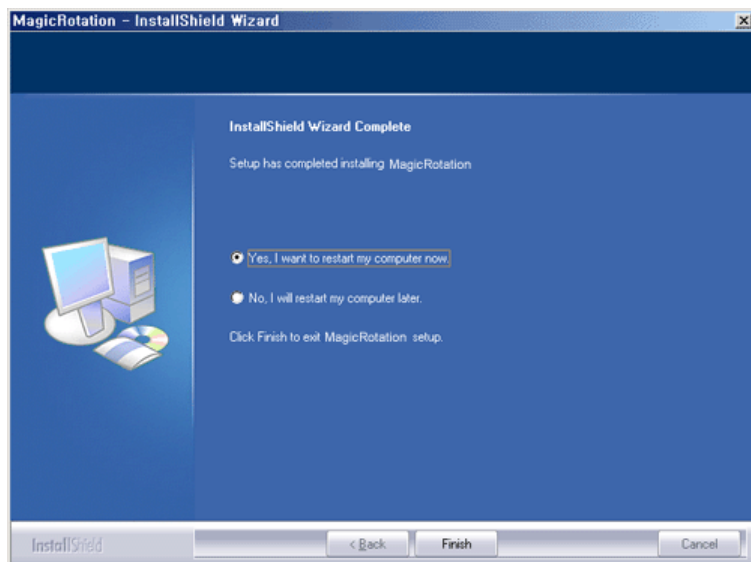 MagicRotation - InstallShield Wizard
InstallShield Wizard Complete
Setup has completed installing MagicRotation
Yes, I want to restart my computer now.
No, I will restart my computer later.
Click Finish to exit MagicRotation setup.
InstallShield
< Back
Finish
Cancel